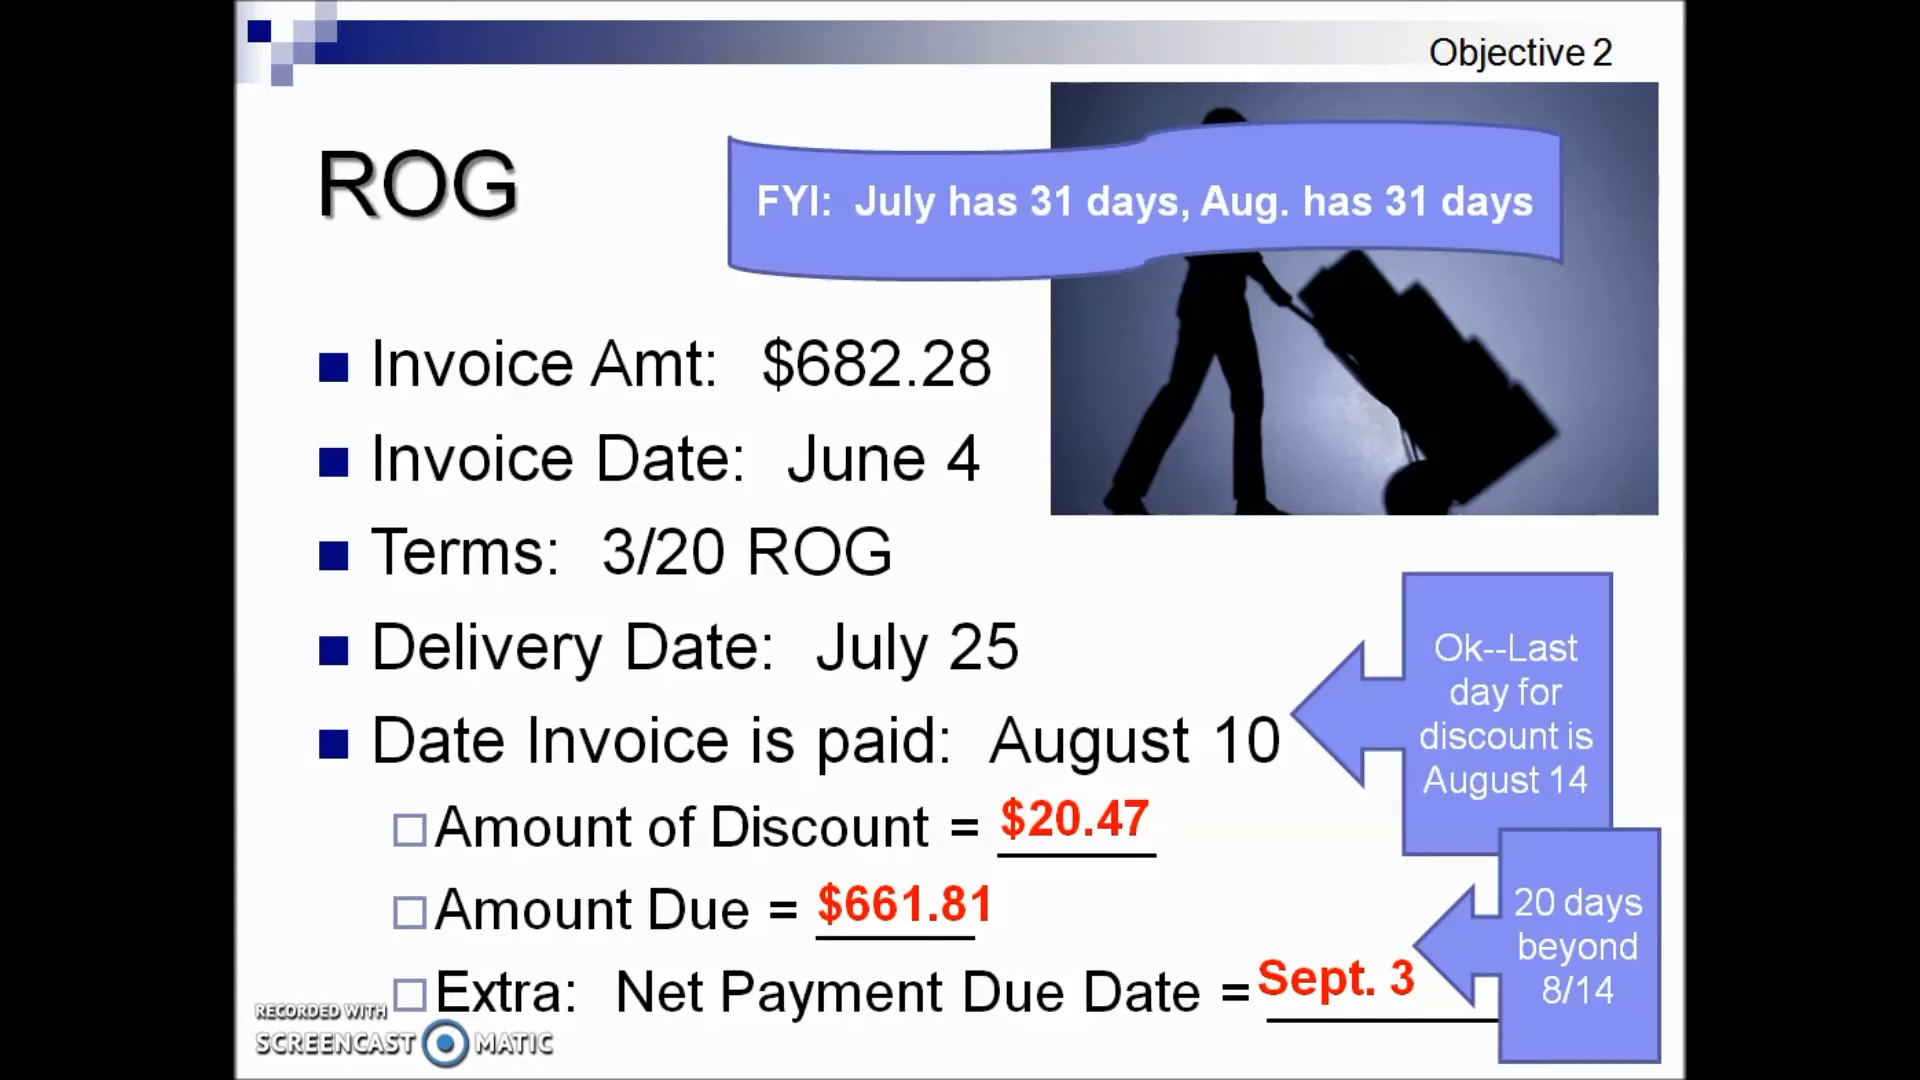 Objective 2
ROG
FYI: July has 31 days, Aug. has 31 days
Invoice Amt: $682.28
Invoice Date: June 4
Terms: 3/20 ROG
Delivery Date: July 25
Date Invoice is paid: August 10
Ok--Last
day for
discount is
August 14
Amount of Discount = $20.47
Amount Due = $661.81
Extra: Net Payment Due Date = Sept. 3
20 days
beyond
8/14
RECORDED WITH
SCREENCAST MATIC